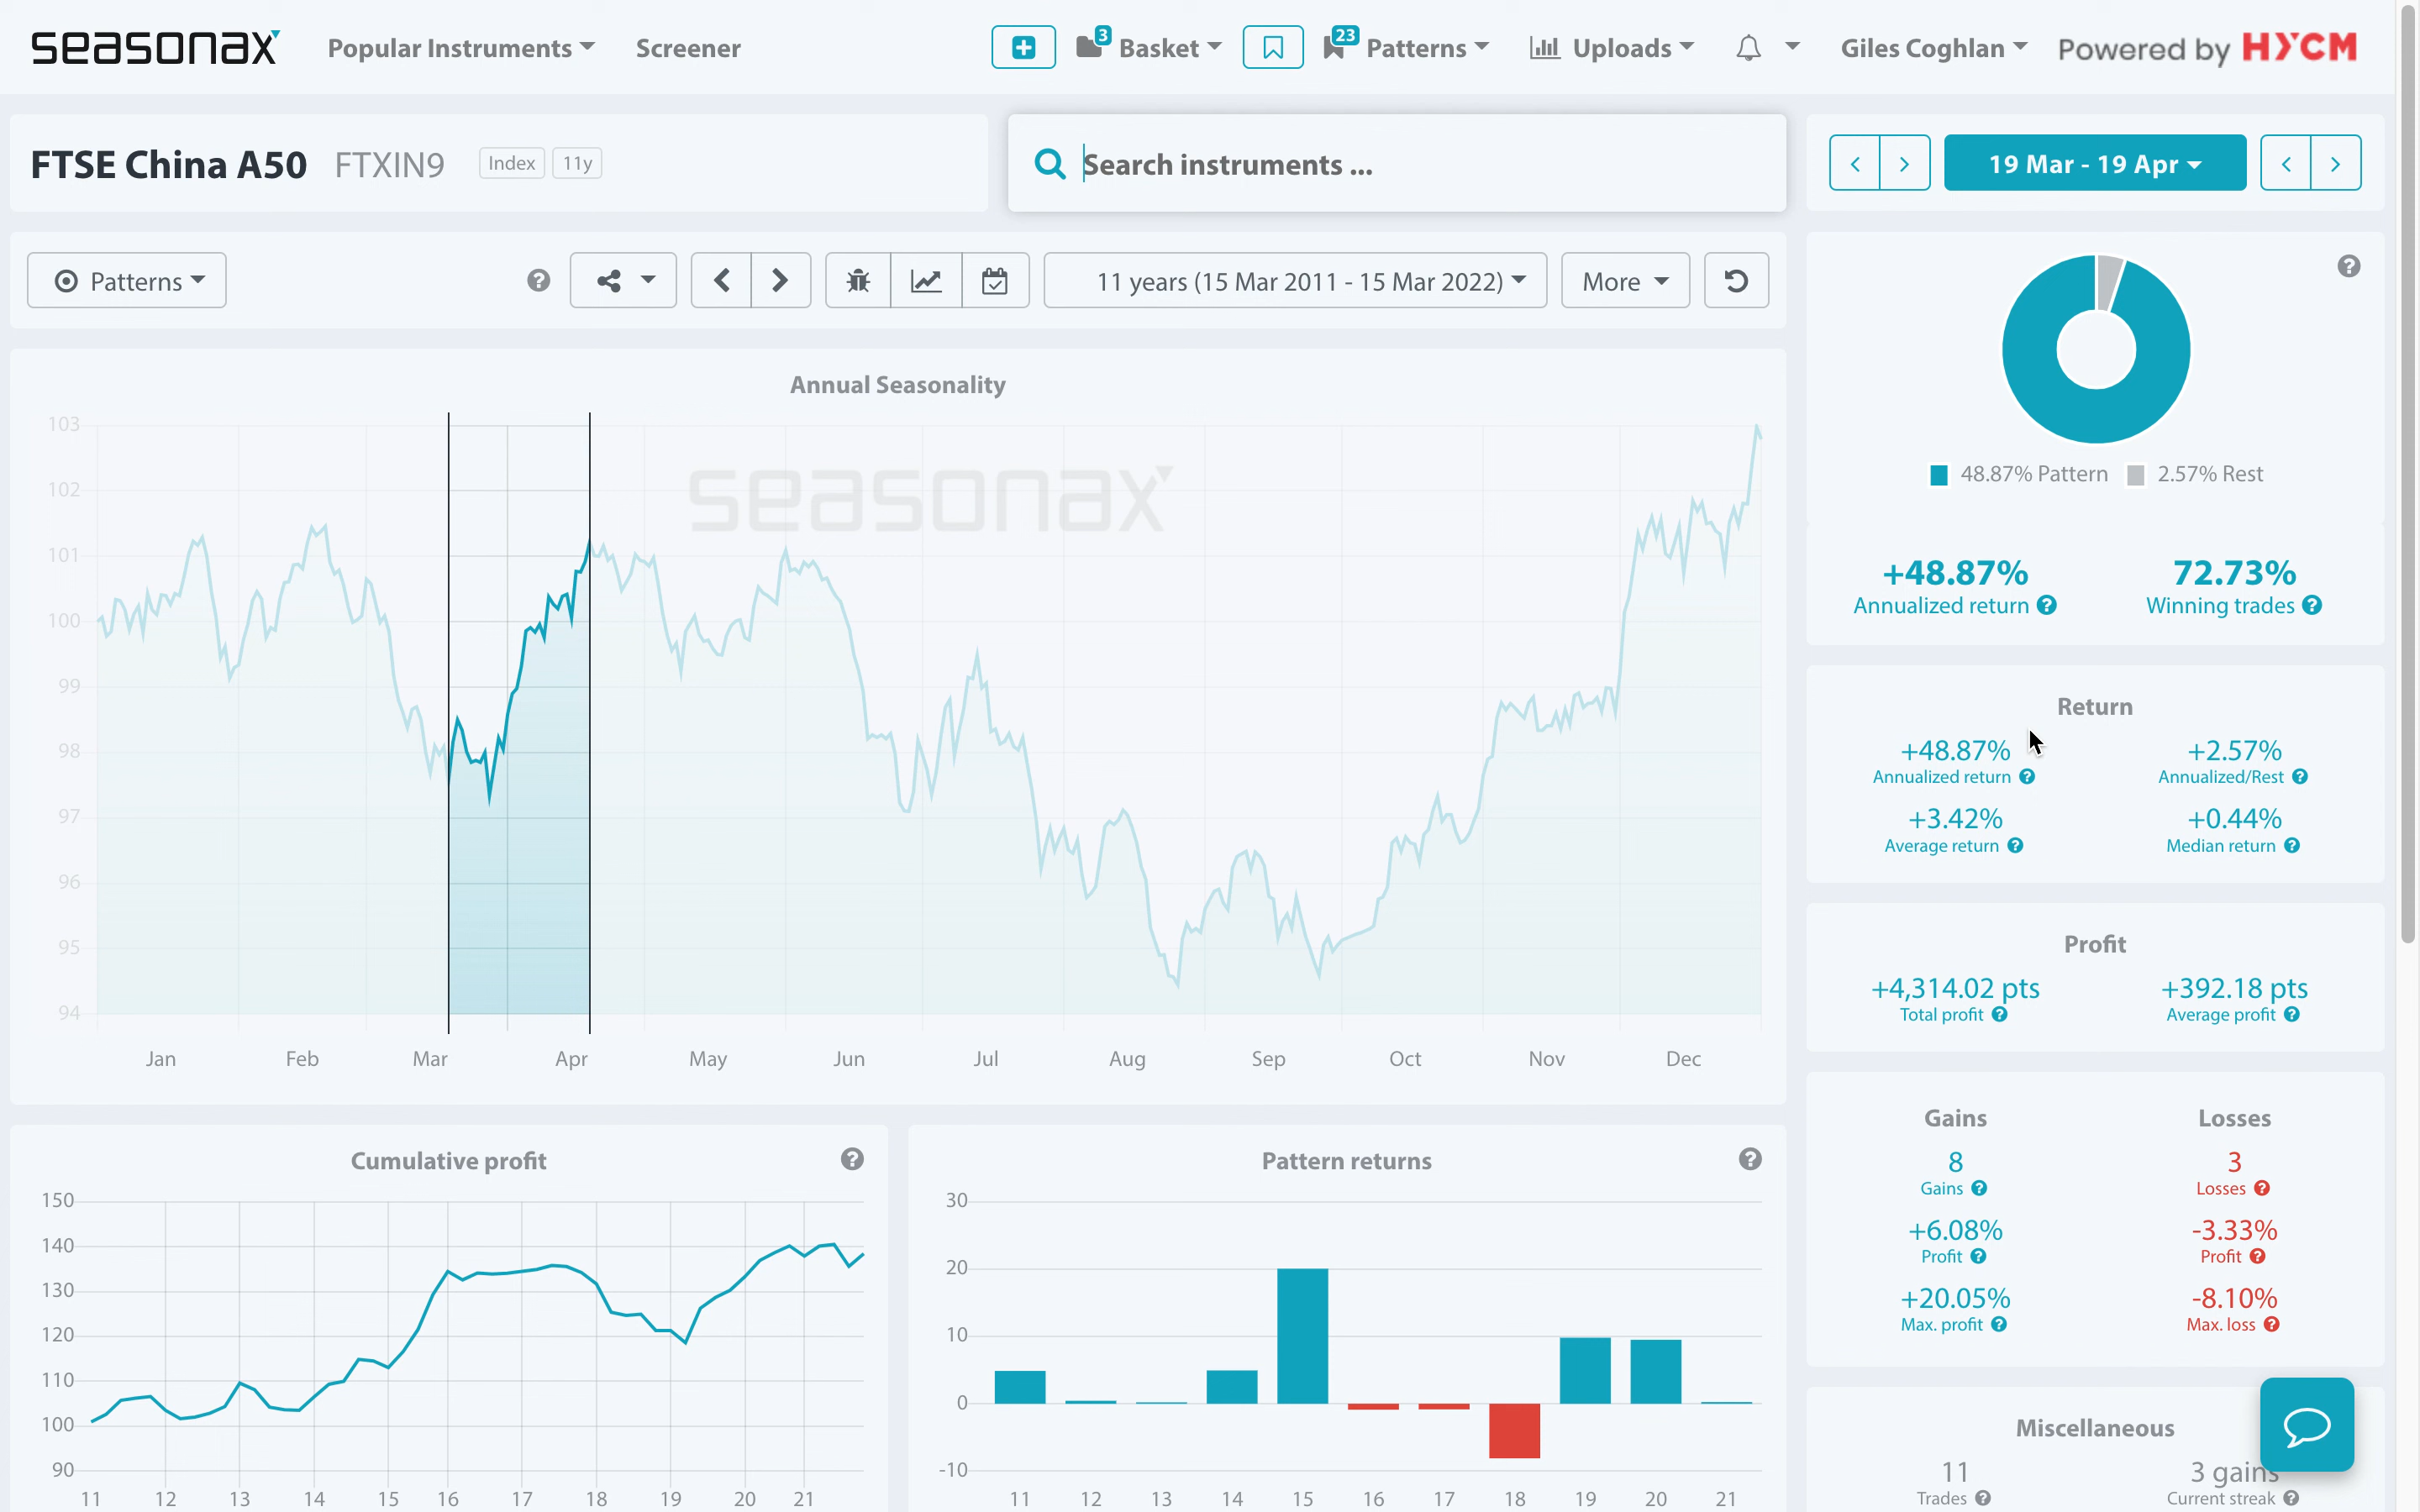 seasonax Popular Instruments Screener 3 Basket 23 Patterns Uploads Giles Coghlan Powered by HYCM
FTSE China A50 FTXIN9 Index 11y Search instruments ... 19 Mar - 19 Apr
Patterns 11 years (15 Mar 2011 - 15 Mar 2022) More
Annual Seasonality
seasonax
103
102
101
100
99
98
97
96
95
94
Jan Feb Mar Apr May Jun Jul Aug Sep Oct Nov Dec
48.87% Pattern 2.57% Rest
+48.87% 72.73%
Annualized return Winning trades
Return
+48.87% +2.57%
Annualized return Annualized/Rest
+3.42% +0.44%
Average return Median return
Profit
+4,314.02 pts +392.18 pts
Total profit Average profit
Gains Losses
8 3
Gains Losses
+6.08% -3.33%
Profit Profit
+20.05% -8.10%
Max. profit Max. loss
Miscellaneous
11 3 gains
Trades Current streak
Cumulative profit
150
140
130
120
110
100
90
11 12 13 14 15 16 17 18 19 20 21
Pattern returns
30
20
10
0
-10
11 12 13 14 15 16 17 18 19 20 21